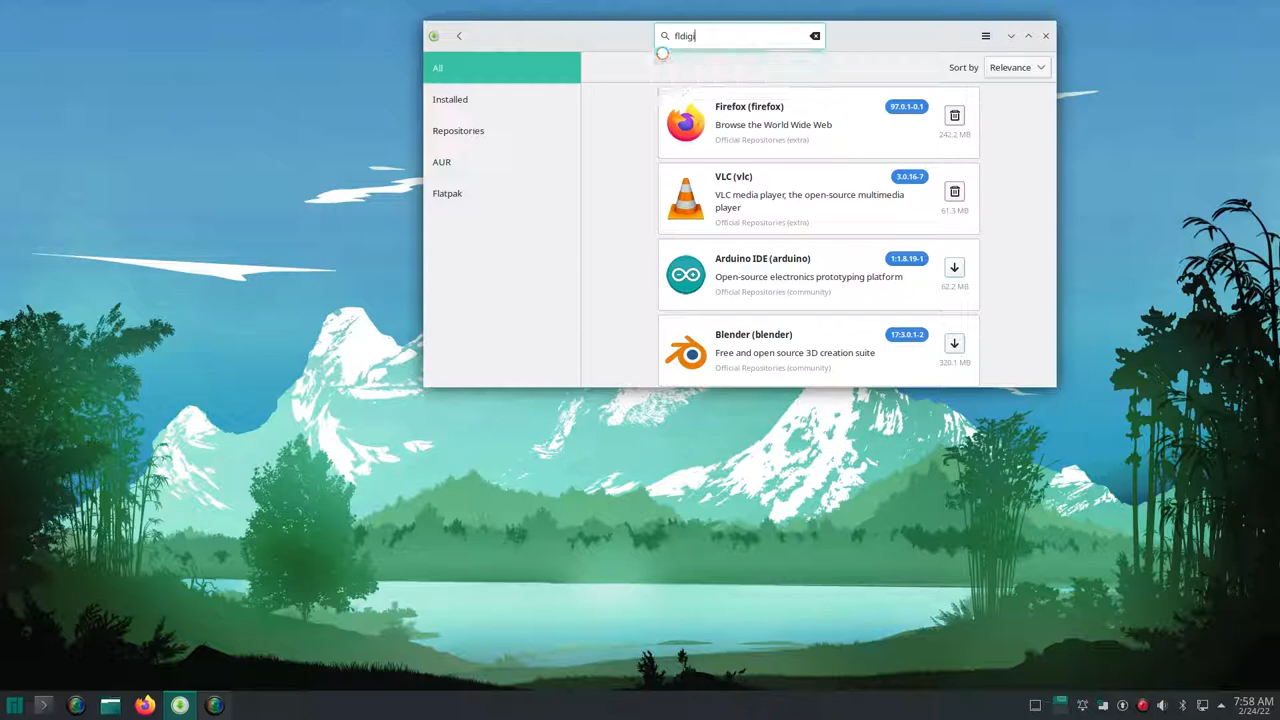 fldigi
All
Sort by Relevance
Installed
Repositories
AUR
Flatpak
Firefox (firefox) 97.0.1-0.1
Browse the World Wide Web
Official Repositories (extra)
242.2 MB
VLC (vlc) 3.0.16-7
VLC media player, the open-source multimedia
player
Official Repositories (extra)
61.3 MB
Arduino IDE (arduino) 1:1.8.19-1
Open-source electronics prototyping platform
Official Repositories (community)
62.2 MB
Blender (blender) 17:3.0.1-2
Free and open source 3D creation suite
Official Repositories (community)
320.1 MB
7:58 AM
2/24/22